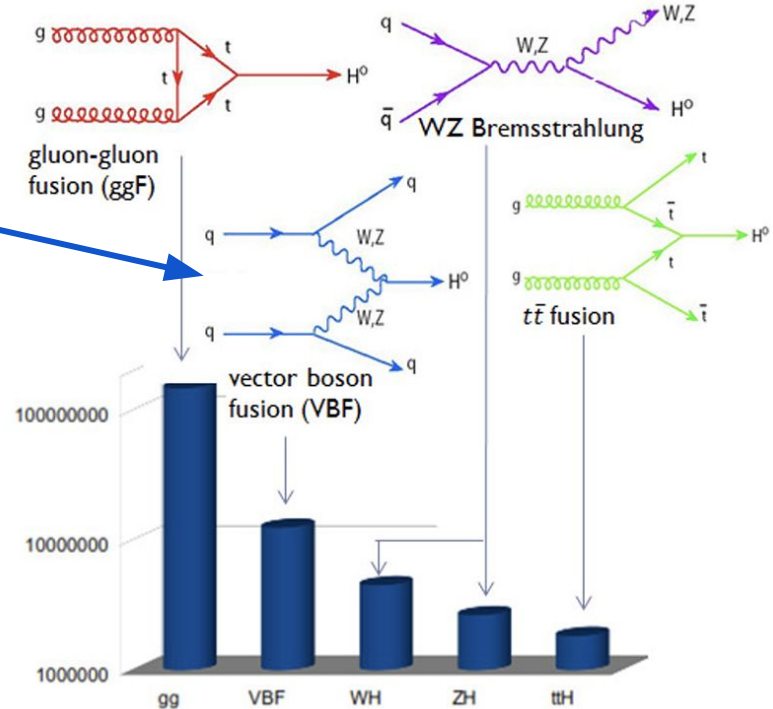 g
t
t
H⁰
g
t
gluon-gluon
fusion (ggF)
q
W,Z
W,Z
q̅
H⁰
WZ Bremsstrahlung
q
q
W,Z
H⁰
q
W,Z
q
vector boson
fusion (VBF)
t
g
t̅
H⁰
g
t
t̅
tt̅ fusion
100000000
10000000
1000000
gg VBF WH ZH ttH